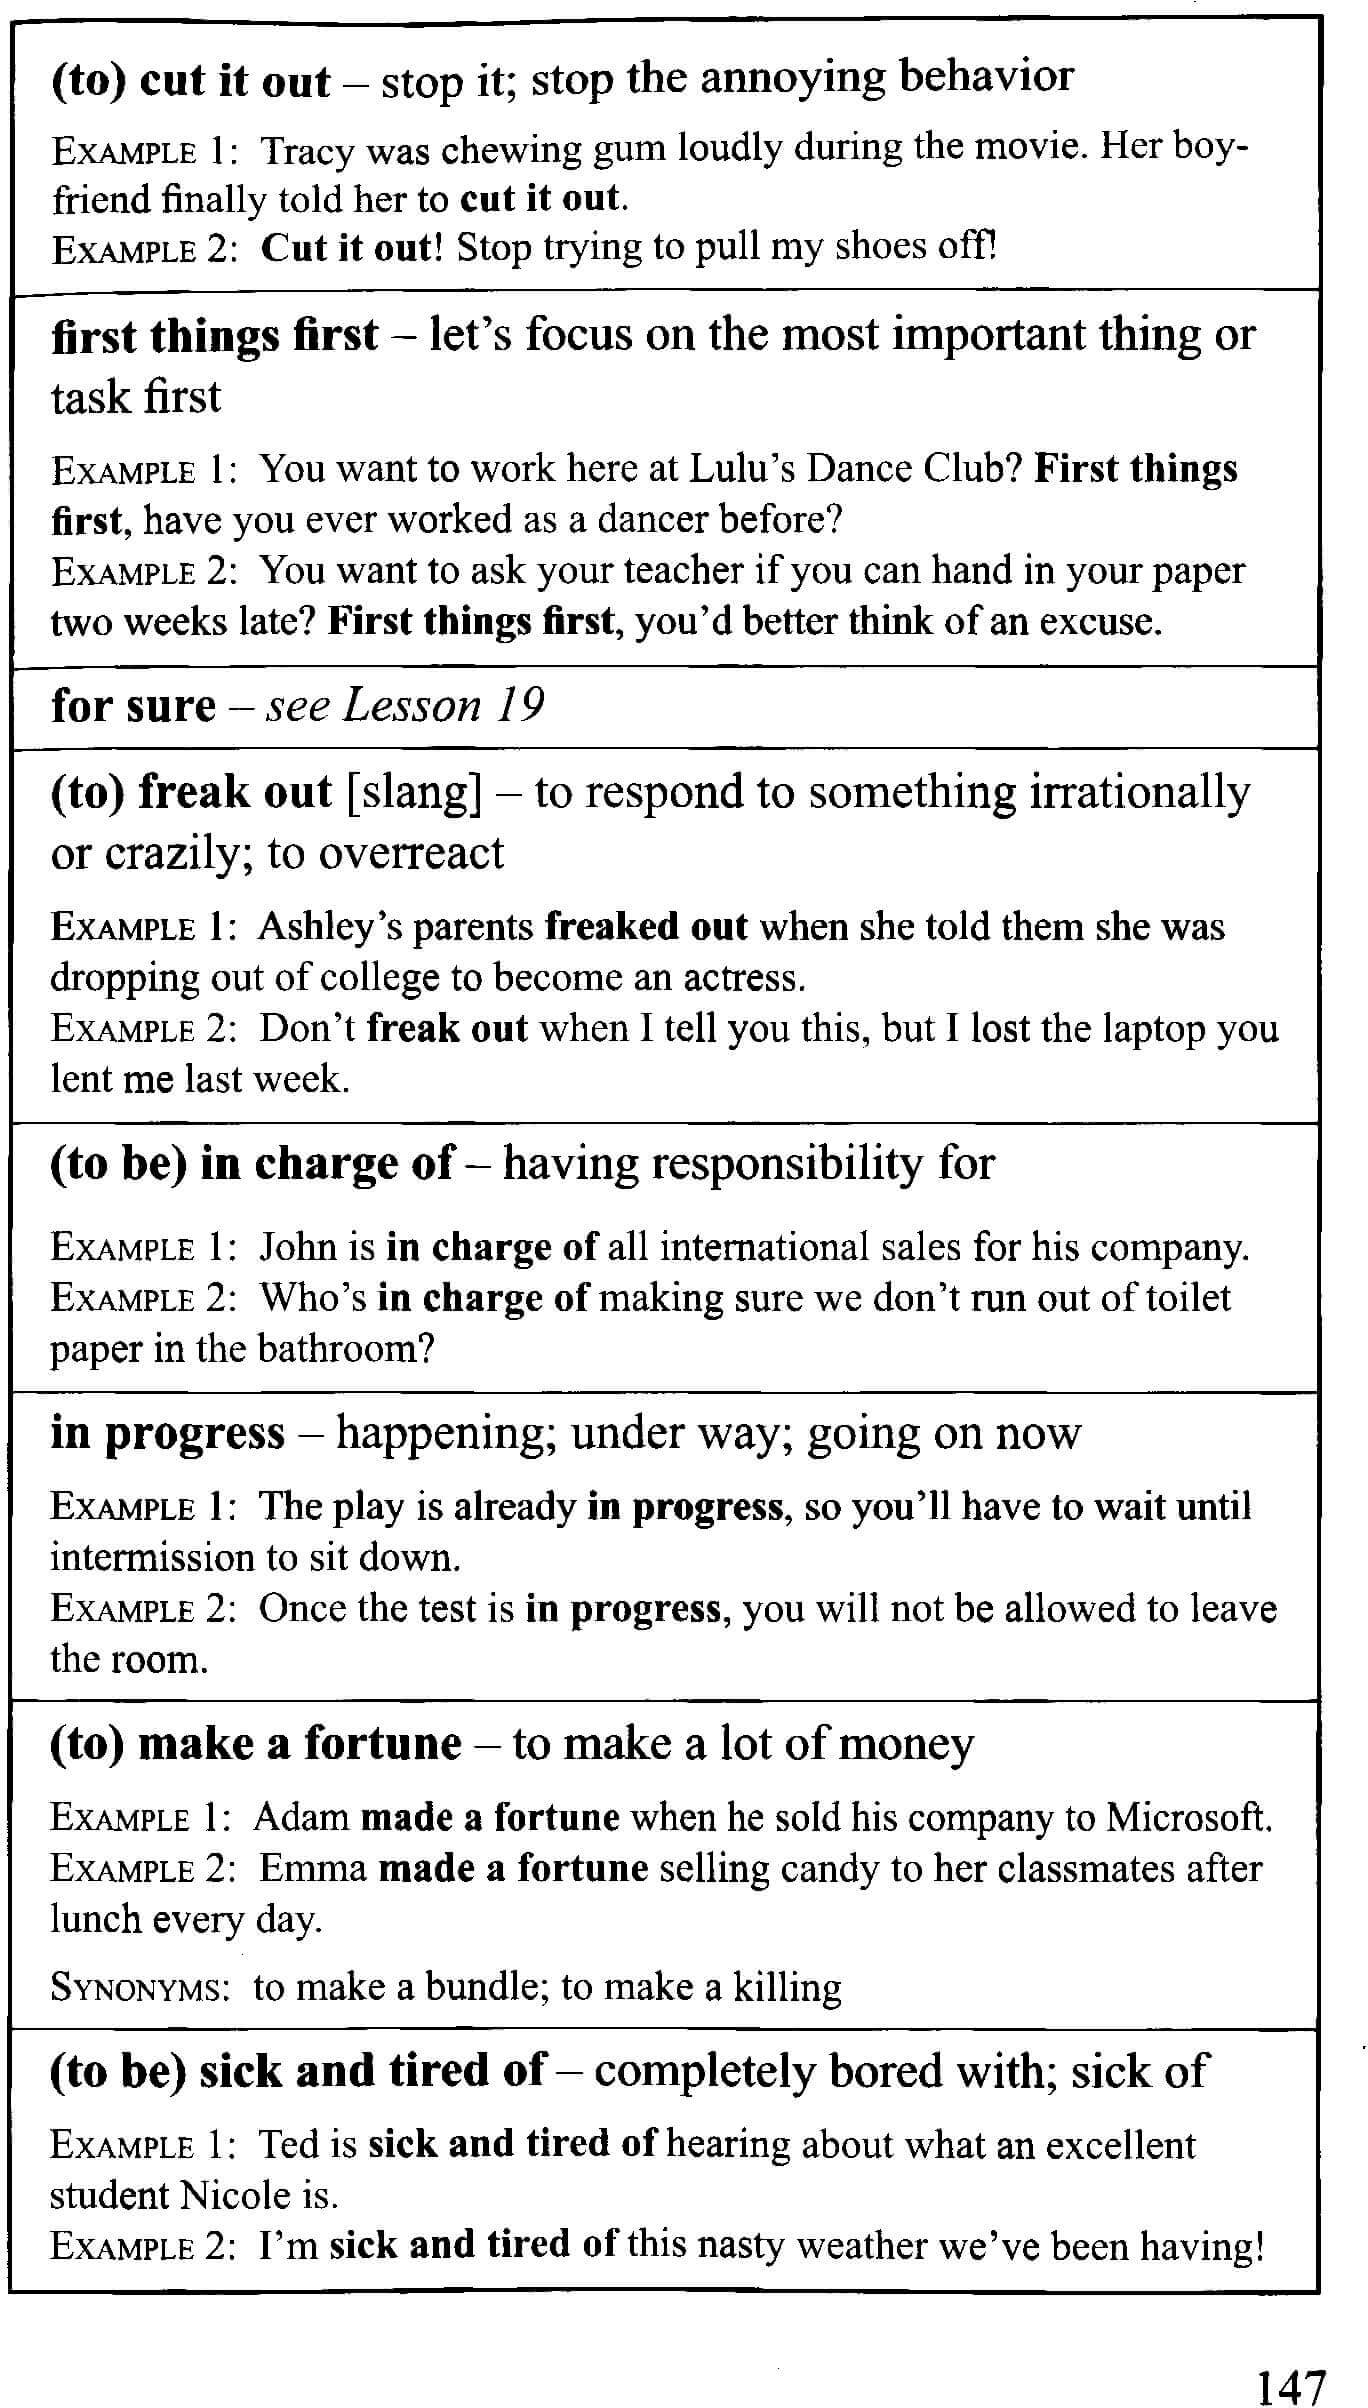 (to) cut it out – stop it; stop the annoying behavior
EXAMPLE 1: Tracy was chewing gum loudly during the movie. Her boy-
friend finally told her to cut it out.
EXAMPLE 2: Cut it out! Stop trying to pull my shoes off!
first things first – let's focus on the most important thing or
task first
EXAMPLE 1: You want to work here at Lulu's Dance Club? First things
first, have you ever worked as a dancer before?
EXAMPLE 2: You want to ask your teacher if you can hand in your paper
two weeks late? First things first, you'd better think of an excuse.
for sure – see Lesson 19
(to) freak out [slang] – to respond to something irrationally
or crazily; to overreact
EXAMPLE 1: Ashley's parents freaked out when she told them she was
dropping out of college to become an actress.
EXAMPLE 2: Don't freak out when I tell you this, but I lost the laptop you
lent me last week.
(to be) in charge of – having responsibility for
EXAMPLE 1: John is in charge of all international sales for his company.
EXAMPLE 2: Who's in charge of making sure we don't run out of toilet
paper in the bathroom?
in progress – happening; under way; going on now
EXAMPLE 1: The play is already in progress, so you'll have to wait until
intermission to sit down.
EXAMPLE 2: Once the test is in progress, you will not be allowed to leave
the room.
(to) make a fortune – to make a lot of money
EXAMPLE 1: Adam made a fortune when he sold his company to Microsoft.
EXAMPLE 2: Emma made a fortune selling candy to her classmates after
lunch every day.
SYNONYMS: to make a bundle; to make a killing
(to be) sick and tired of – completely bored with; sick of
EXAMPLE 1: Ted is sick and tired of hearing about what an excellent
student Nicole is.
EXAMPLE 2: I'm sick and tired of this nasty weather we've been having!
147